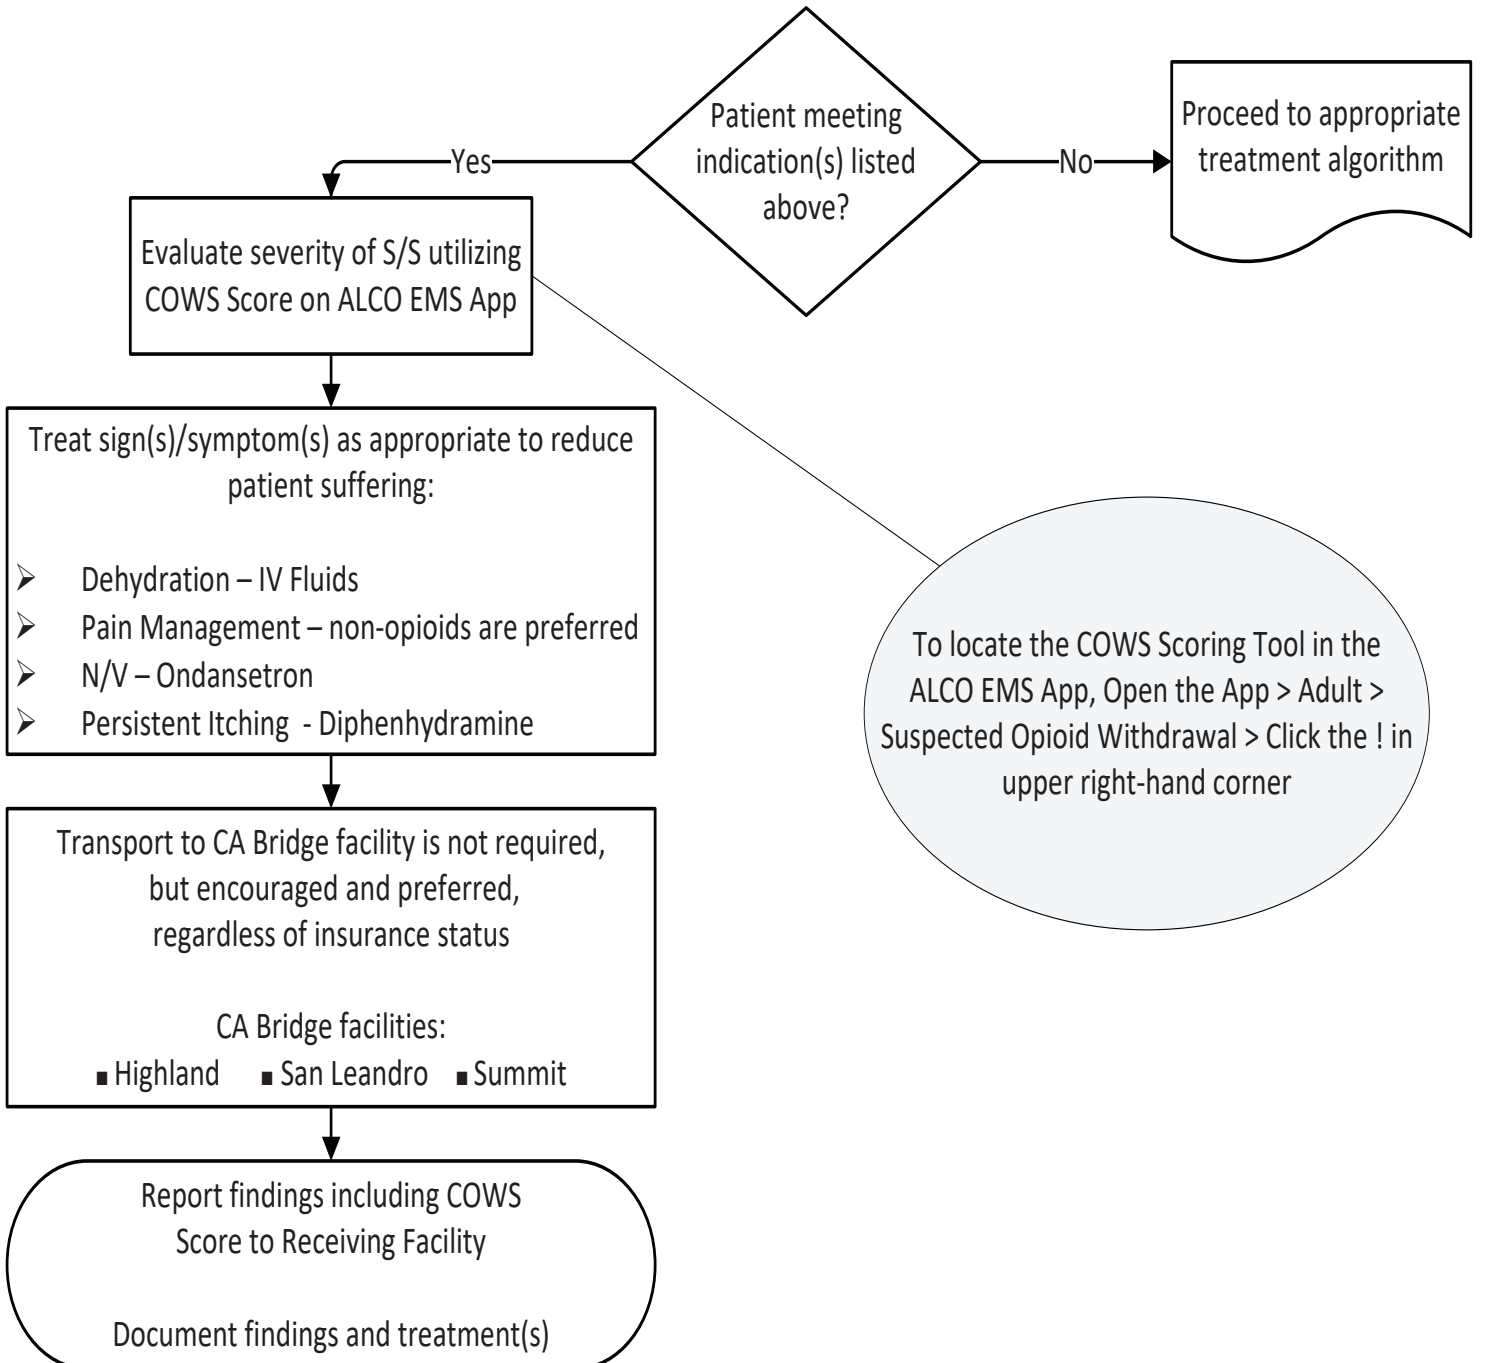 Patient meeting
indication(s) listed
above?
Yes
No
Proceed to appropriate
treatment algorithm
Evaluate severity of S/S utilizing
COWS Score on ALCO EMS App
Treat sign(s)/symptom(s) as appropriate to reduce
patient suffering:
➢ Dehydration – IV Fluids
➢ Pain Management – non-opioids are preferred
➢ N/V – Ondansetron
➢ Persistent Itching - Diphenhydramine
To locate the COWS Scoring Tool in the
ALCO EMS App, Open the App > Adult >
Suspected Opioid Withdrawal > Click the ! in
upper right-hand corner
Transport to CA Bridge facility is not required,
but encouraged and preferred,
regardless of insurance status
CA Bridge facilities:
■ Highland ■ San Leandro ■ Summit
Report findings including COWS
Score to Receiving Facility
Document findings and treatment(s)